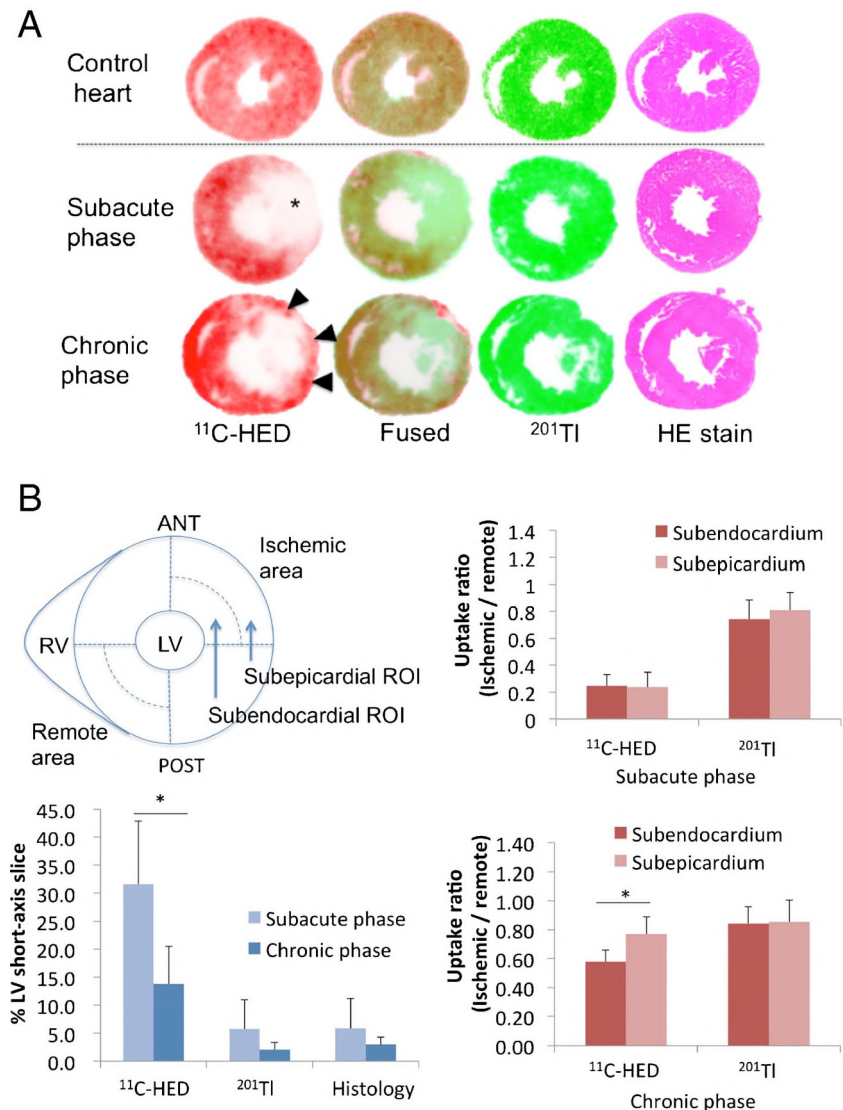 A
Control
heart
*
Subacute
phase
Chronic
phase
¹¹C-HED
Fused
²⁰¹Tl
HE stain
B
ANT
Ischemic
area
RV
LV
Subepicardial ROI
Subendocardial ROI
Remote
area
POST
Uptake ratio
(Ischemic / remote)
1.4
1.2
1
0.8
0.6
0.4
0.2
0
Subendocardium
Subepicardium
¹¹C-HED
²⁰¹Tl
Subacute phase
% LV short-axis slice
45.0
40.0
35.0
30.0
25.0
20.0
15.0
10.0
5.0
0.0
*
Subacute phase
Chronic phase
¹¹C-HED
²⁰¹Tl
Histology
Uptake ratio
(Ischemic / remote)
1.40
1.20
1.00
0.80
0.60
0.40
0.20
0.00
Subendocardium
Subepicardium
*
¹¹C-HED
²⁰¹Tl
Chronic phase